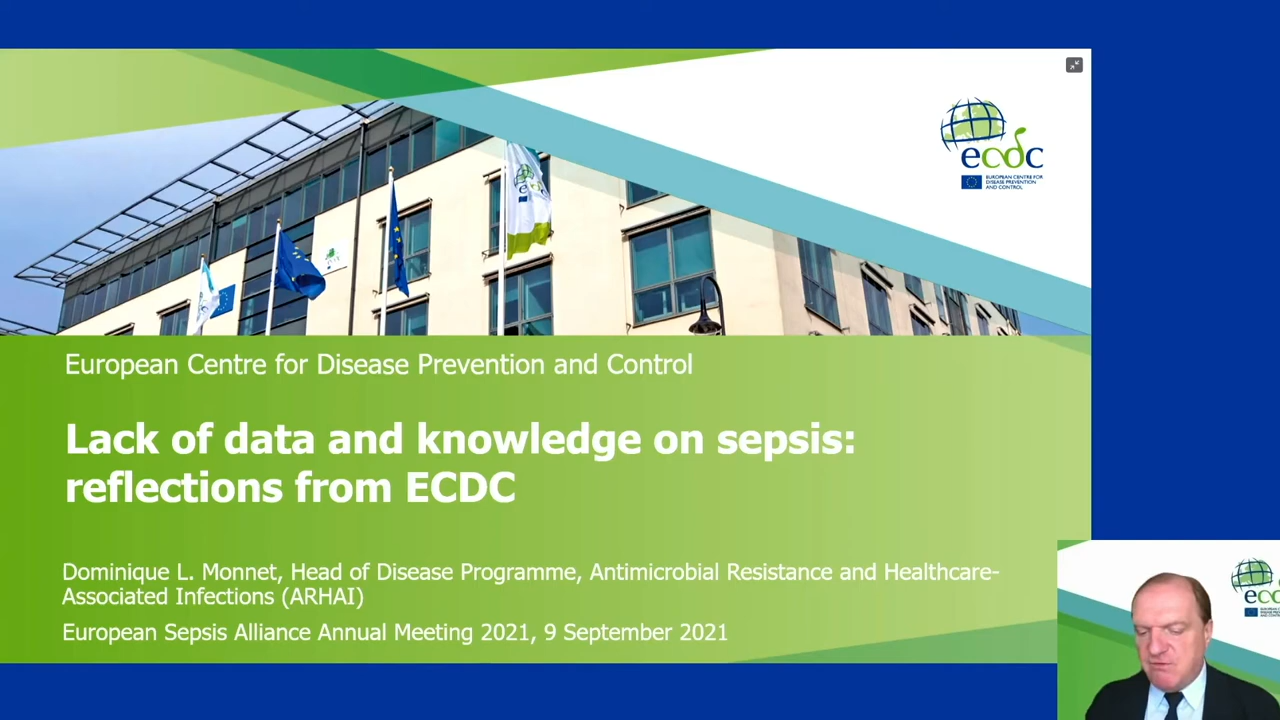 ecdc
EUROPEAN CENTRE FOR
DISEASE PREVENTION
AND CONTROL
European Centre for Disease Prevention and Control
Lack of data and knowledge on sepsis:
reflections from ECDC
Dominique L. Monnet, Head of Disease Programme, Antimicrobial Resistance and Healthcare-
Associated Infections (ARHAI)
European Sepsis Alliance Annual Meeting 2021, 9 September 2021